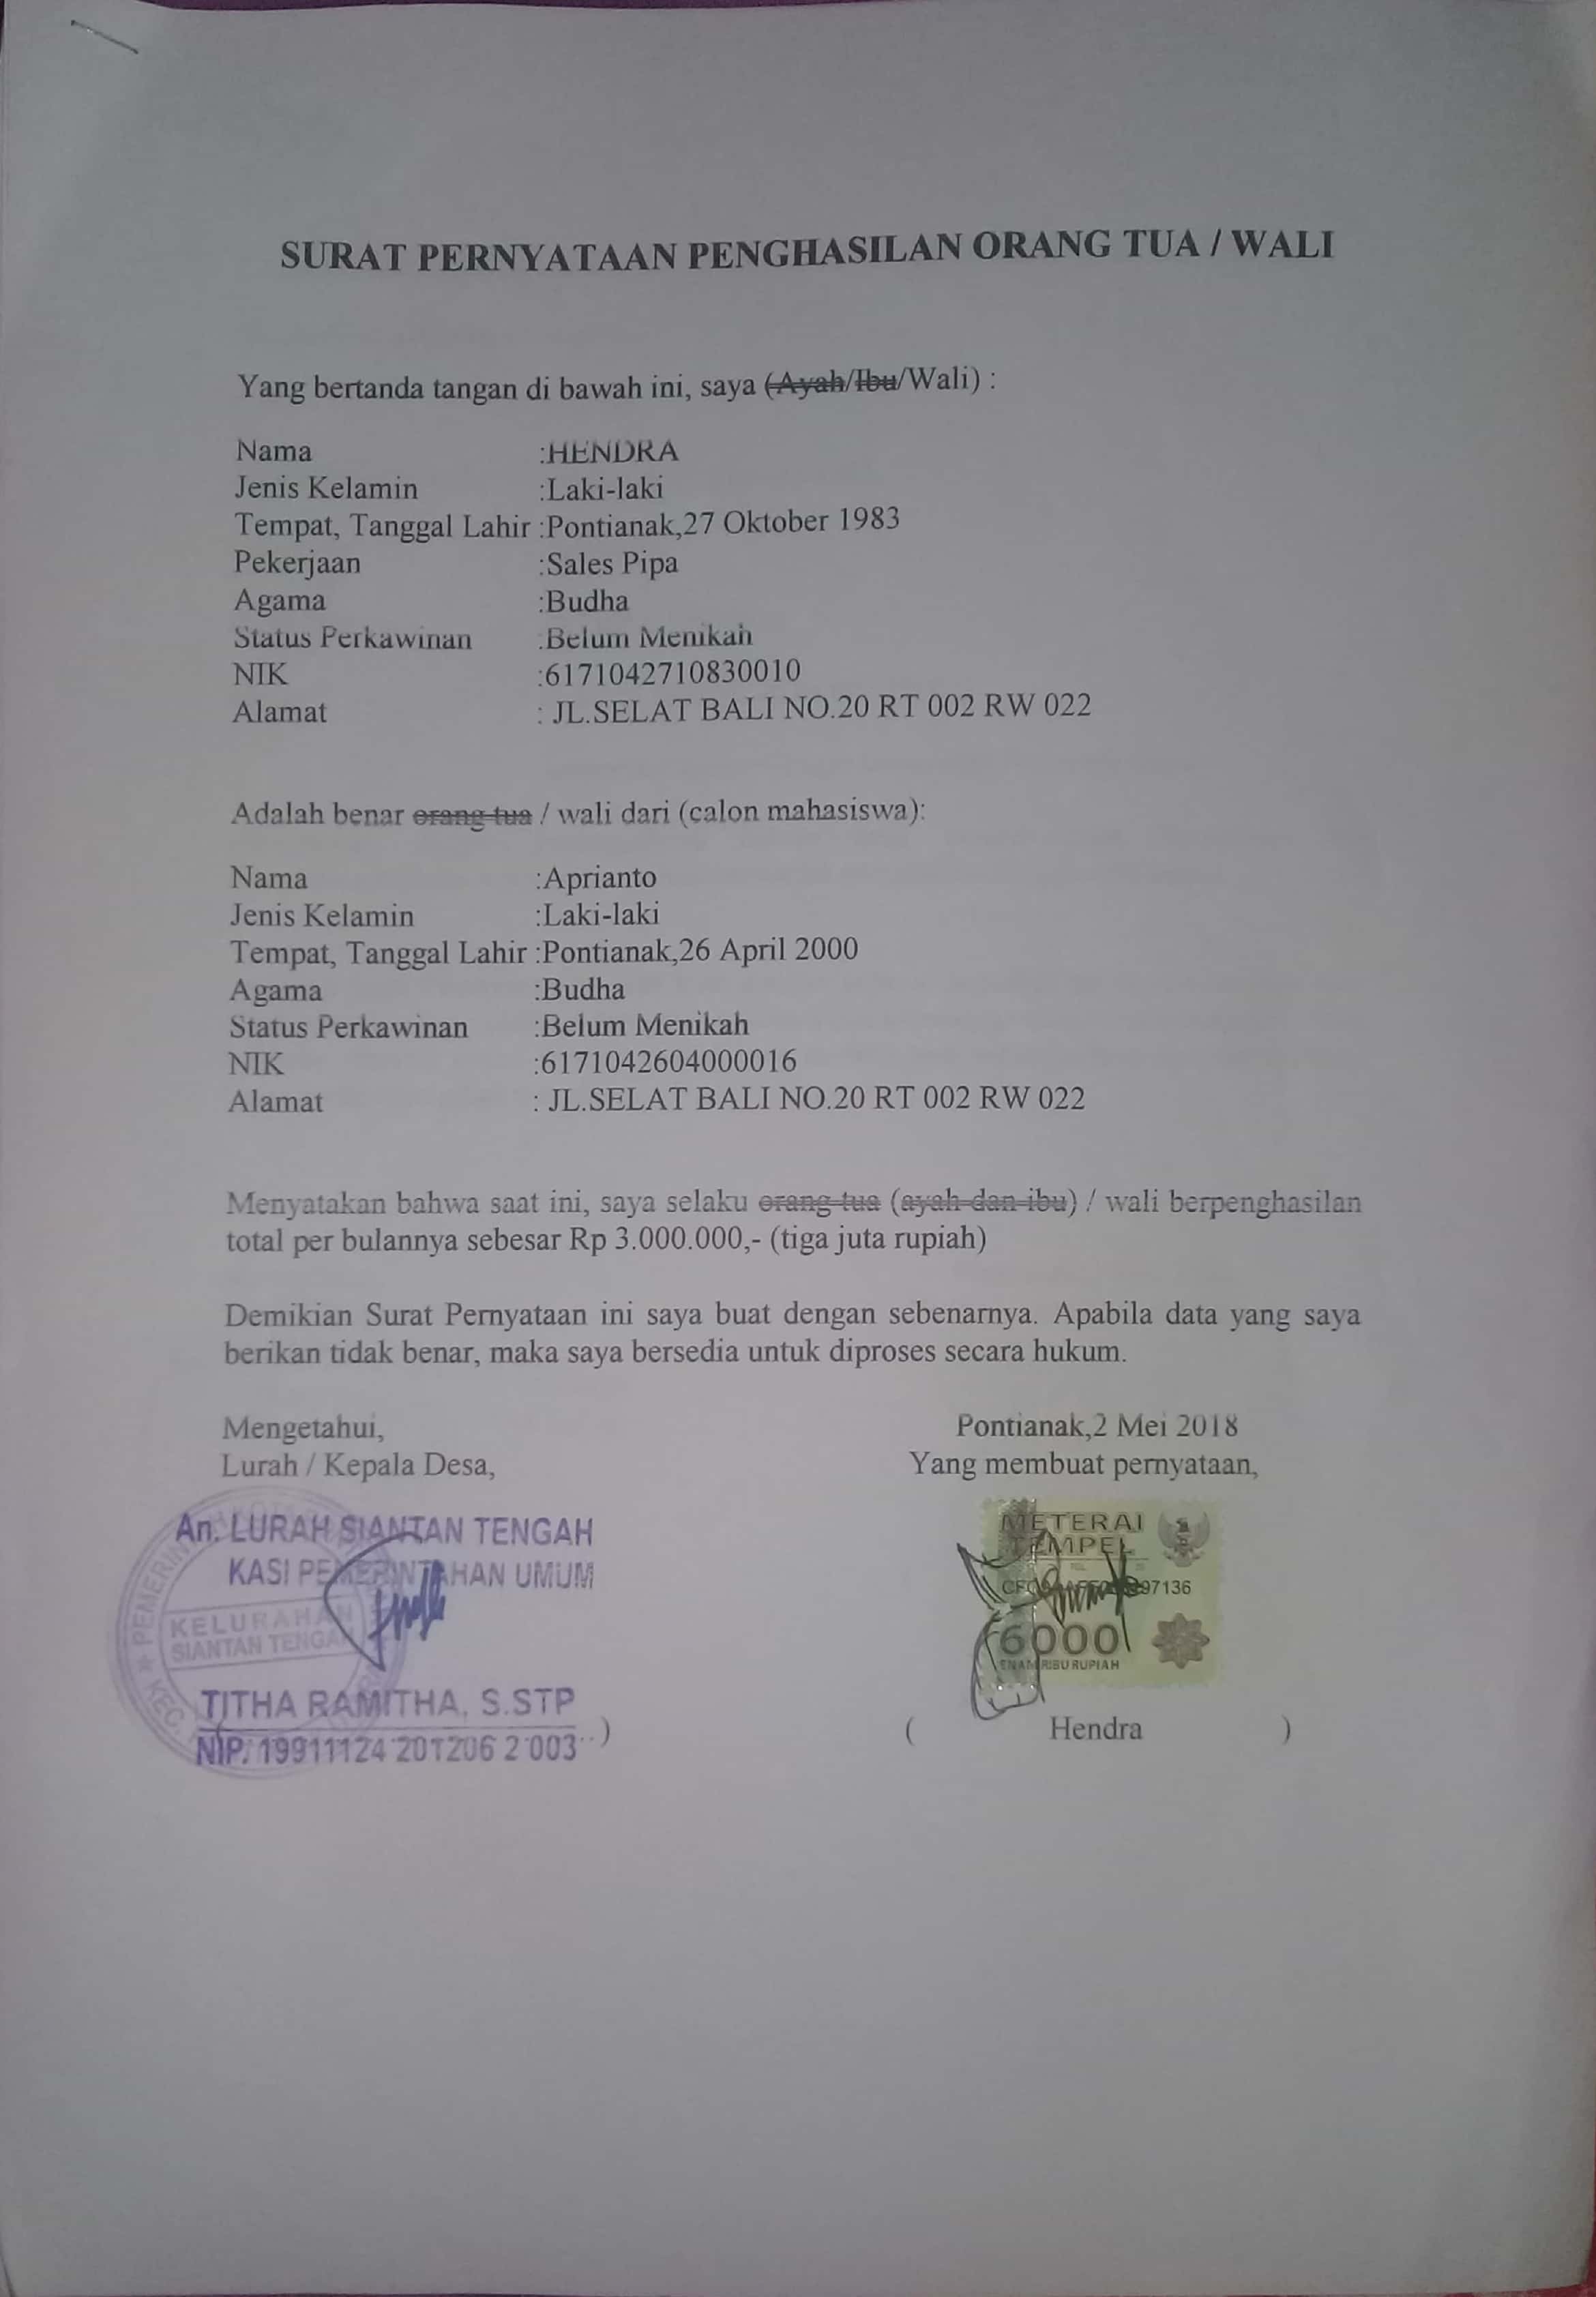 SURAT PERNYATAAN PENGHASILAN ORANG TUA / WALI
Yang bertanda tangan di bawah ini, saya (Ayah/Ibu/Wali) :
Nama :HENDRA
Jenis Kelamin :Laki-laki
Tempat, Tanggal Lahir :Pontianak,27 Oktober 1983
Pekerjaan :Sales Pipa
Agama :Budha
Status Perkawinan :Belum Menikah
NIK :6171042710830010
Alamat : JL.SELAT BALI NO.20 RT 002 RW 022
Adalah benar orang tua / wali dari (calon mahasiswa):
Nama :Aprianto
Jenis Kelamin :Laki-laki
Tempat, Tanggal Lahir :Pontianak,26 April 2000
Agama :Budha
Status Perkawinan :Belum Menikah
NIK :6171042604000016
Alamat : JL.SELAT BALI NO.20 RT 002 RW 022
Menyatakan bahwa saat ini, saya selaku orang tua (ayah dan ibu) / wali berpenghasilan
total per bulannya sebesar Rp 3.000.000,- (tiga juta rupiah)
Demikian Surat Pernyataan ini saya buat dengan sebenarnya. Apabila data yang saya
berikan tidak benar, maka saya bersedia untuk diproses secara hukum.
Mengetahui,
Lurah / Kepala Desa,
An. LURAH SIANTAN TENGAH
KASI PEMERINTAHAN UMUM
KELURAHAN
SIANTAN TENGAH
KEC.
TITHA RAMITHA, S.STP
NIP. 19911124 201206 2 003 )
Pontianak,2 Mei 2018
Yang membuat pernyataan,
METERAI
TEMPEL
6000
ENAM RIBU RUPIAH
( Hendra )